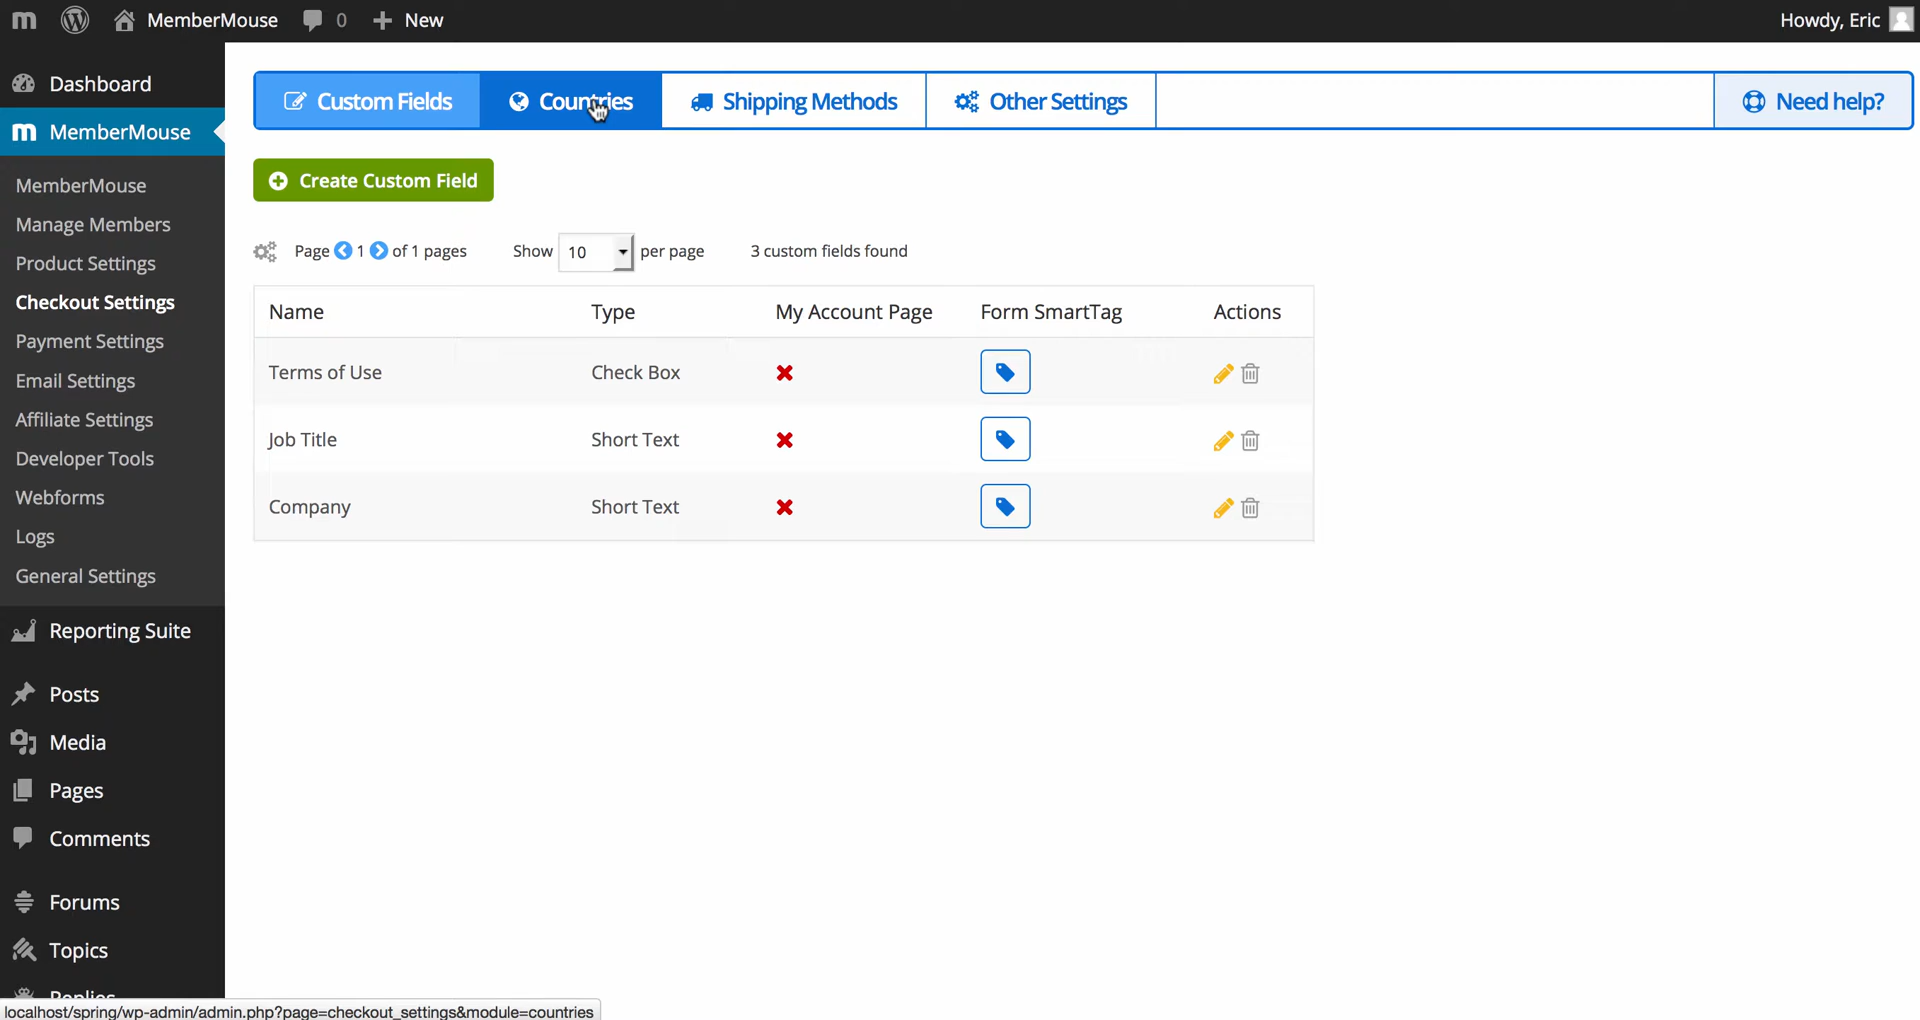 MemberMouse 0 New Howdy, Eric
Dashboard
MemberMouse
MemberMouse
Manage Members
Product Settings
Checkout Settings
Payment Settings
Email Settings
Affiliate Settings
Developer Tools
Webforms
Logs
General Settings
Reporting Suite
Posts
Media
Pages
Comments
Forums
Topics
Replies
Custom Fields Countries Shipping Methods Other Settings Need help?
Create Custom Field
Page 1 of 1 pages Show 10 per page 3 custom fields found
Name Type My Account Page Form SmartTag Actions
Terms of Use Check Box
Job Title Short Text
Company Short Text
localhost/spring/wp-admin/admin.php?page=checkout_settings&module=countries